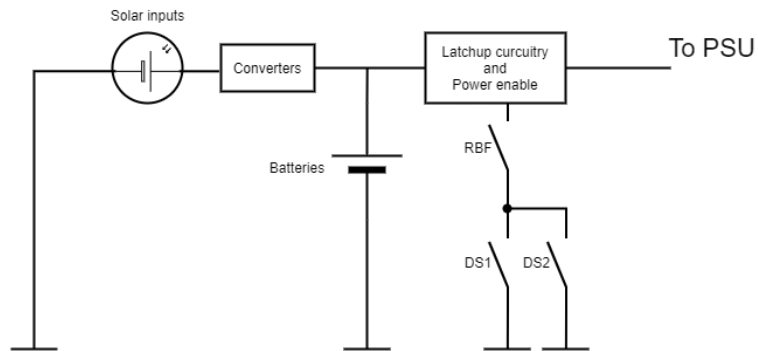 Solar inputs
Converters
Latchup curcuitry
and
Power enable
To PSU
Batteries
RBF
DS1
DS2